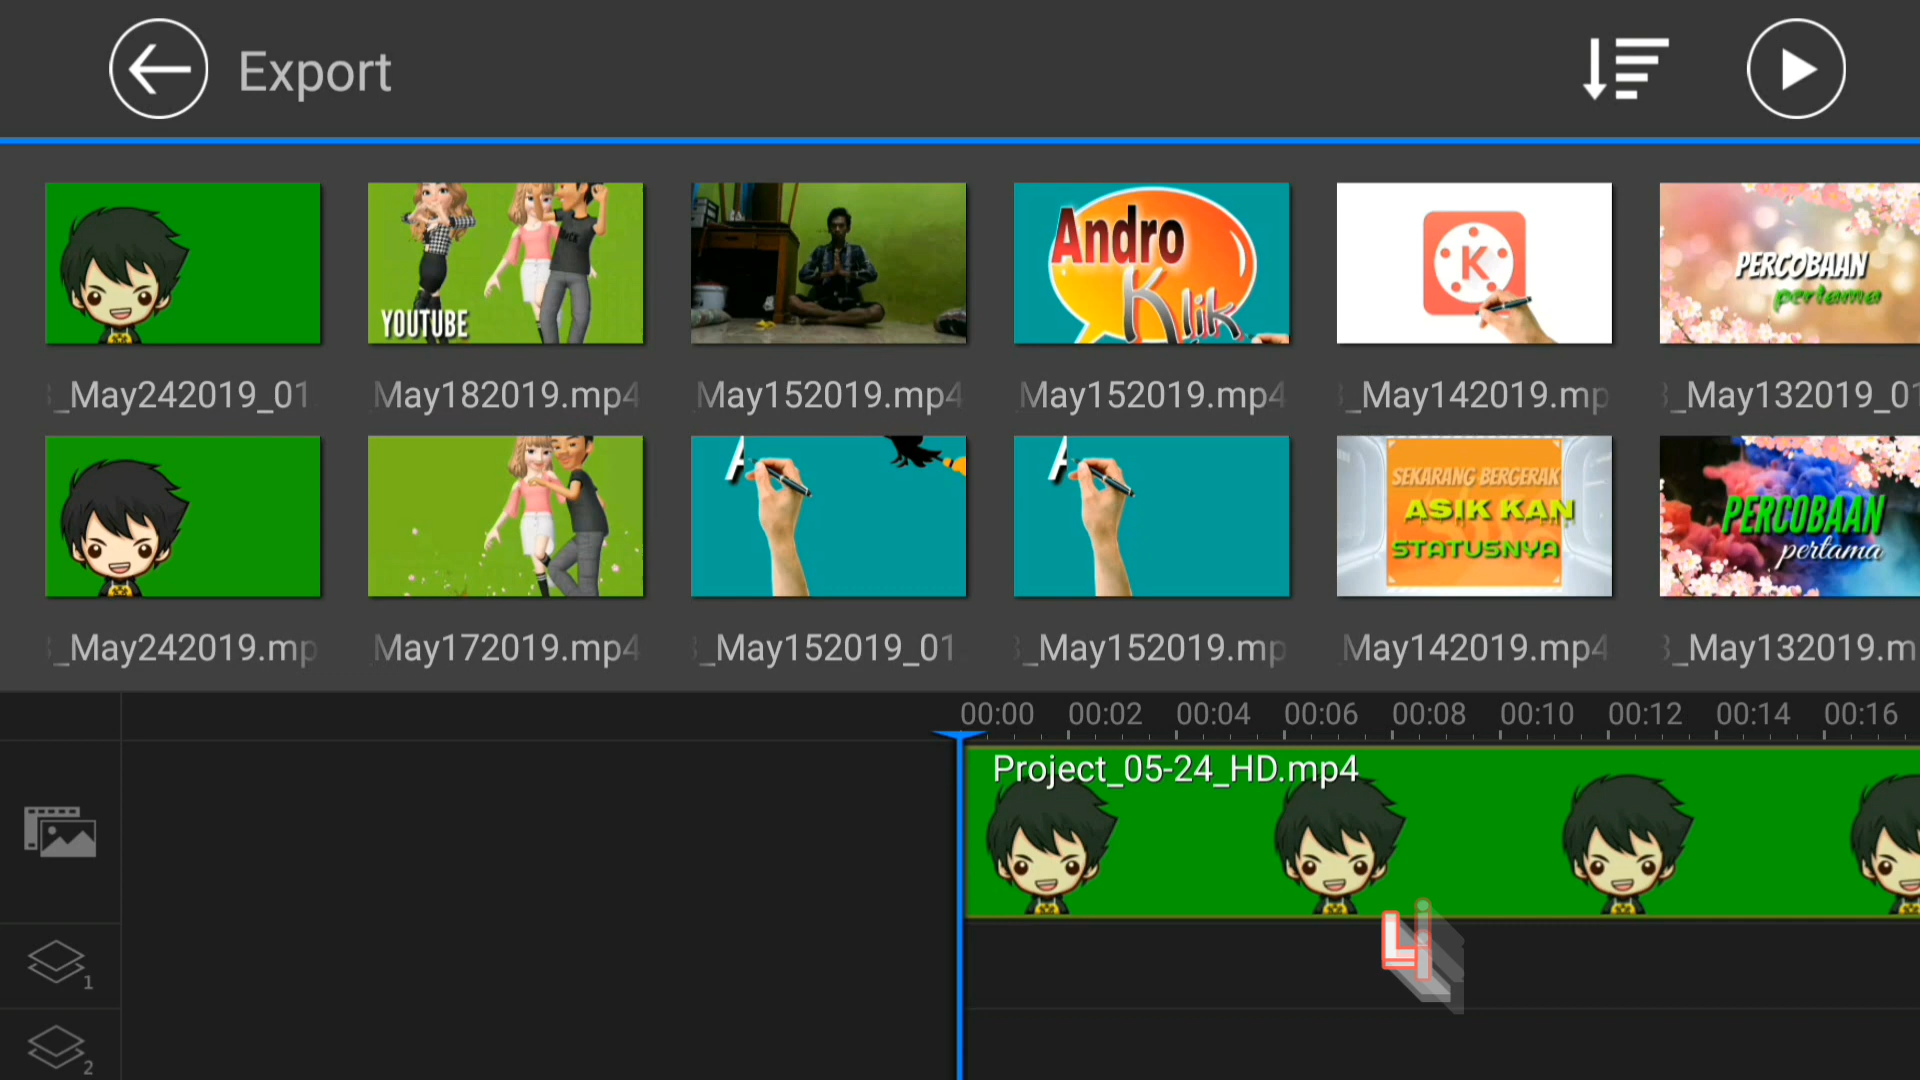 Export
YOUTUBE
Andro
Klik
K
PERCOBAAN
pertama
_May242019_01
May182019.mp4
May152019.mp4
May152019.mp4
_May142019.mp
_May132019_01
A
A
SEKARANG BERGERAK
ASIK KAN
STATUSNYA
PERCOBAAN
pertama
_May242019.mp
May172019.mp4
_May152019_01
_May152019.mp
May142019.mp4
_May132019.m
00:00 00:02 00:04 00:06 00:08 00:10 00:12 00:14 00:16
Project_05-24_HD.mp4
Li
1
2